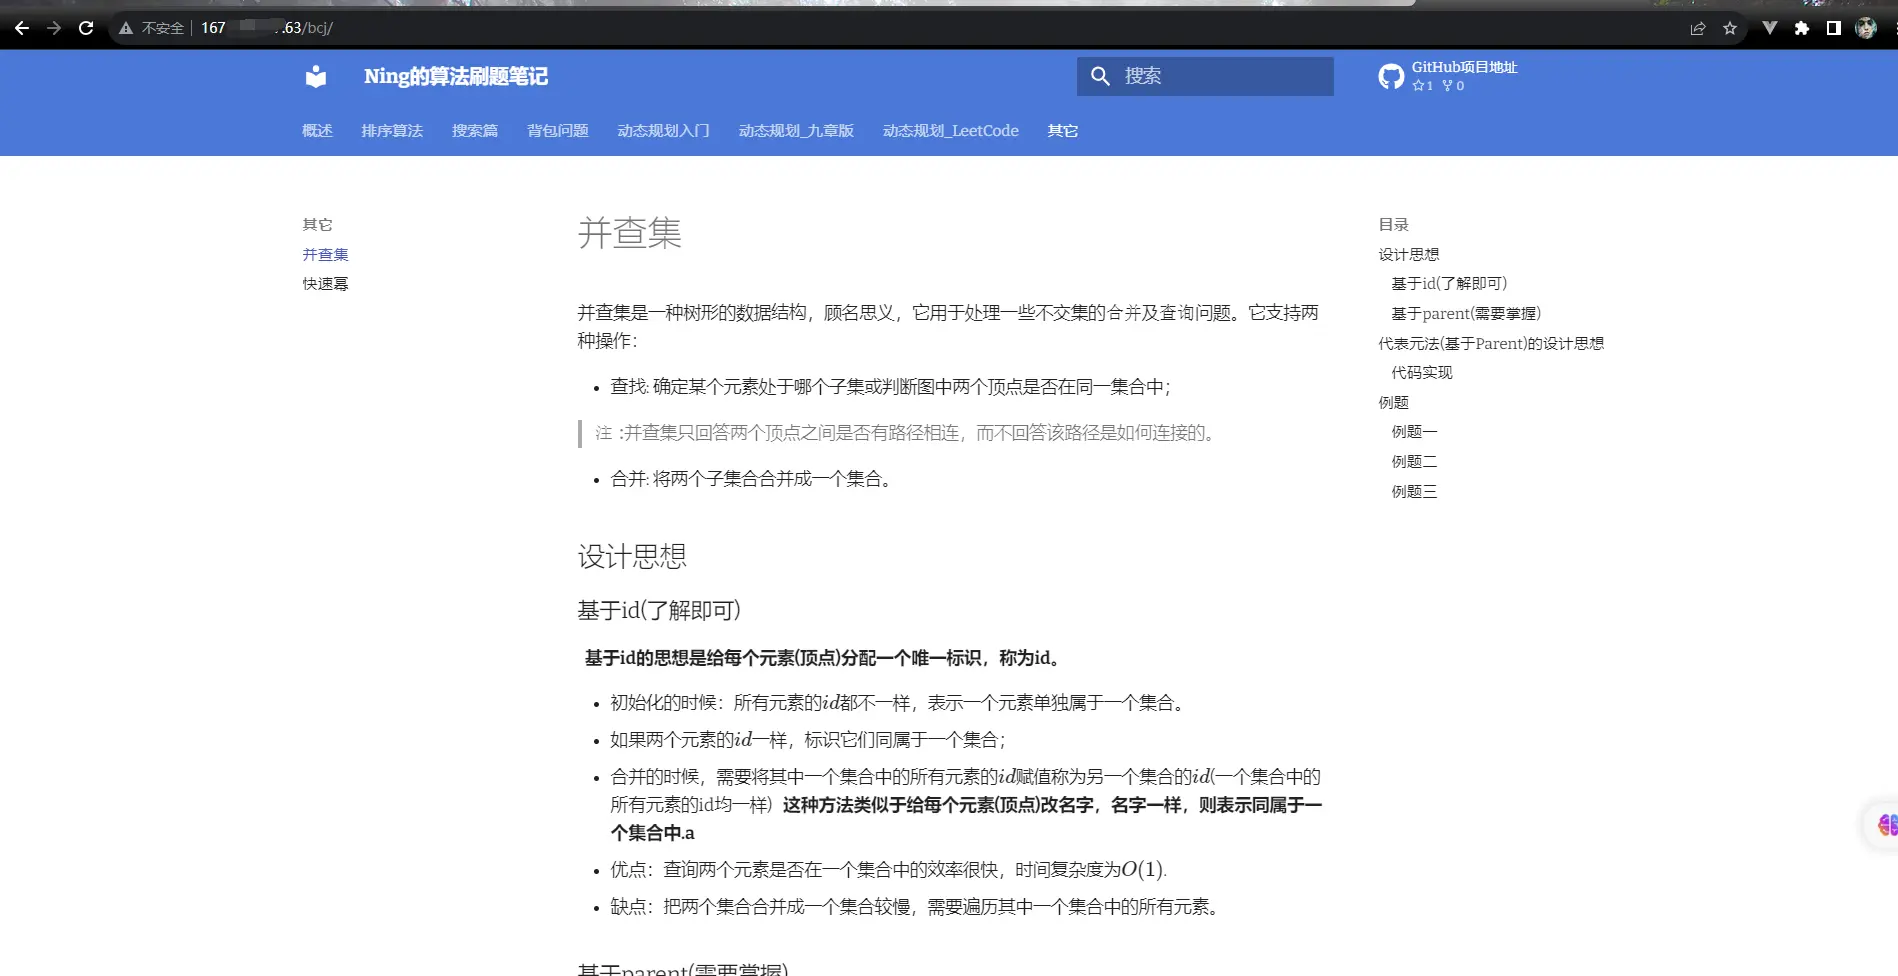 不安全 167 .63/bcj/
Ning的算法刷题笔记
搜索
GitHub项目地址
1 0
概述 排序算法 搜索篇 背包问题 动态规划入门 动态规划_九章版 动态规划_LeetCode 其它
其它
并查集
快速幂
并查集
并查集是一种树形的数据结构，顾名思义，它用于处理一些不交集的合并及查询问题。它支持两
种操作：
查找: 确定某个元素处于哪个子集或判断图中两个顶点是否在同一集合中；
注 :并查集只回答两个顶点之间是否有路径相连，而不回答该路径是如何连接的。
合并: 将两个子集合合并成一个集合。
设计思想
基于id(了解即可)
基于id的思想是给每个元素(顶点)分配一个唯一标识，称为id。
初始化的时候：所有元素的id都不一样，表示一个元素单独属于一个集合。
如果两个元素的id一样，标识它们同属于一个集合；
合并的时候，需要将其中一个集合中的所有元素的id赋值称为另一个集合的id(一个集合中的
所有元素的id均一样) 这种方法类似于给每个元素(顶点)改名字，名字一样，则表示同属于一
个集合中.a
优点：查询两个元素是否在一个集合中的效率很快，时间复杂度为O(1).
缺点：把两个集合合并成一个集合较慢，需要遍历其中一个集合中的所有元素。
基于parent(需要掌握)
目录
设计思想
基于id(了解即可)
基于parent(需要掌握)
代表元法(基于Parent)的设计思想
代码实现
例题
例题一
例题二
例题三